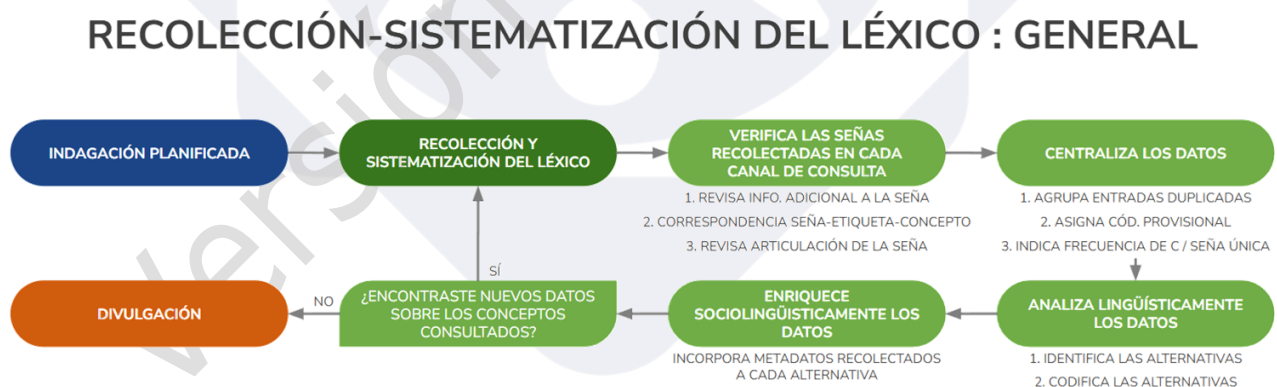 RECOLECCIÓN-SISTEMATIZACIÓN DEL LÉXICO : GENERAL
INDAGACIÓN PLANIFICADA
RECOLECCIÓN Y
SISTEMATIZACIÓN DEL LÉXICO
VERIFICA LAS SEÑAS
RECOLECTADAS EN CADA
CANAL DE CONSULTA
1. REVISA INFO. ADICIONAL A LA SEÑA
2. CORRESPONDENCIA SEÑA-ETIQUETA-CONCEPTO
3. REVISA ARTICULACIÓN DE LA SEÑA
CENTRALIZA LOS DATOS
1. AGRUPA ENTRADAS DUPLICADAS
2. ASIGNA CÓD. PROVISIONAL
3. INDICA FRECUENCIA DE C / SEÑA ÚNICA
ANALIZA LINGÜÍSTICAMENTE
LOS DATOS
1. IDENTIFICA LAS ALTERNATIVAS
2. CODIFICA LAS ALTERNATIVAS
ENRIQUECE
SOCIOLINGÜISTICAMENTE LOS
DATOS
INCORPORA METADATOS RECOLECTADOS
A CADA ALTERNATIVA
¿ENCONTRASTE NUEVOS DATOS
SOBRE LOS CONCEPTOS
CONSULTADOS?
SÍ
NO
DIVULGACIÓN
Versión